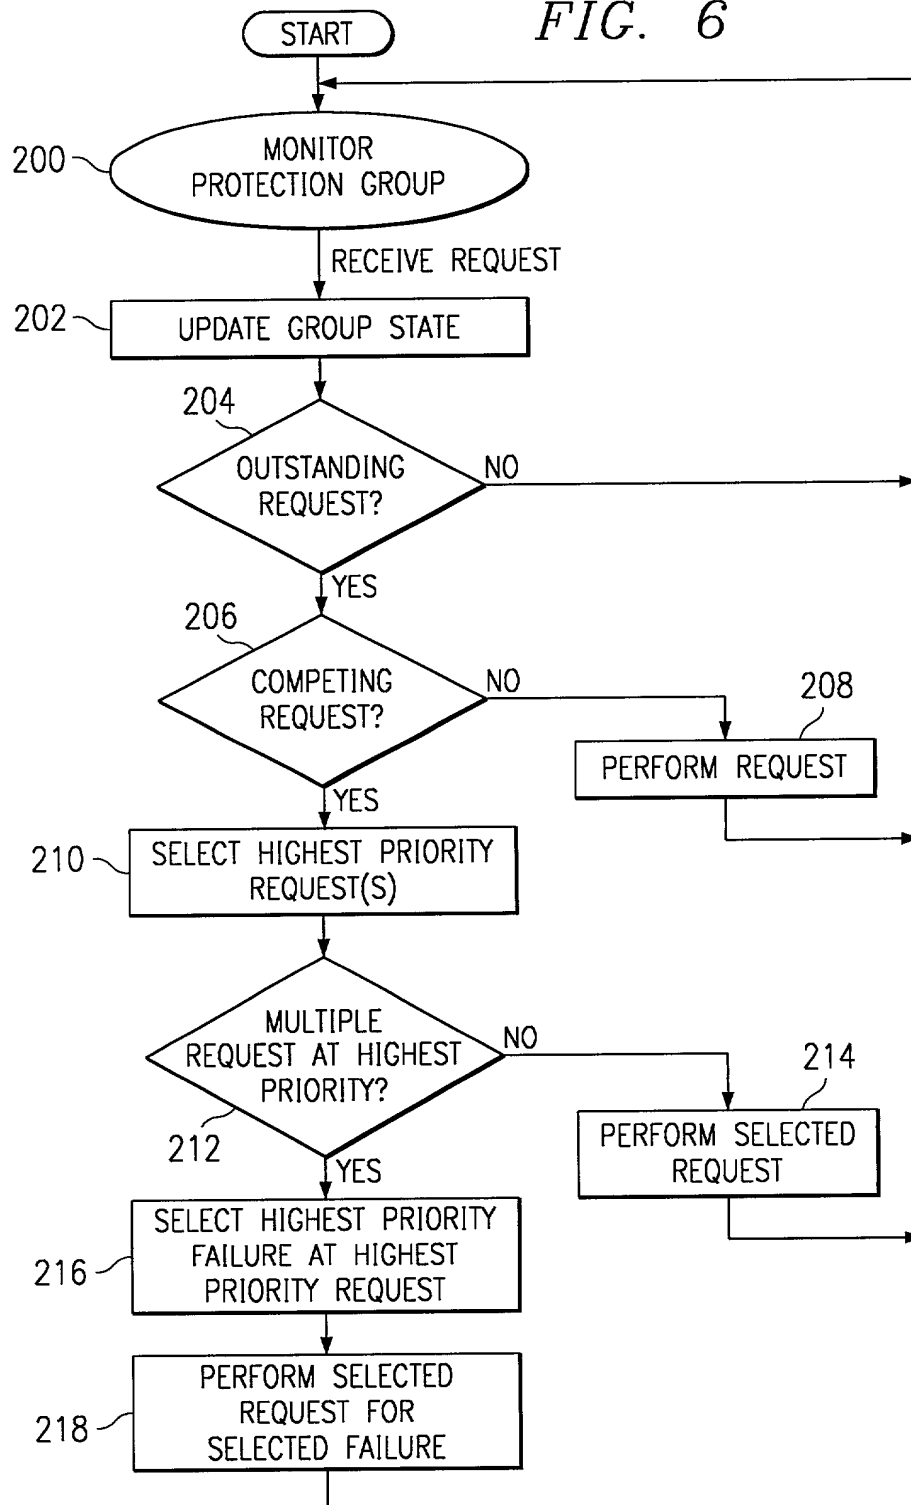 FIG. 6
START
200
MONITOR
PROTECTION GROUP
RECEIVE REQUEST
202
UPDATE GROUP STATE
204
OUTSTANDING
REQUEST?
NO
YES
206
COMPETING
REQUEST?
NO
208
PERFORM REQUEST
YES
210
SELECT HIGHEST PRIORITY
REQUEST(S)
MULTIPLE
REQUEST AT HIGHEST
PRIORITY?
NO
212
214
PERFORM SELECTED
REQUEST
YES
216
SELECT HIGHEST PRIORITY
FAILURE AT HIGHEST
PRIORITY REQUEST
218
PERFORM SELECTED
REQUEST FOR
SELECTED FAILURE